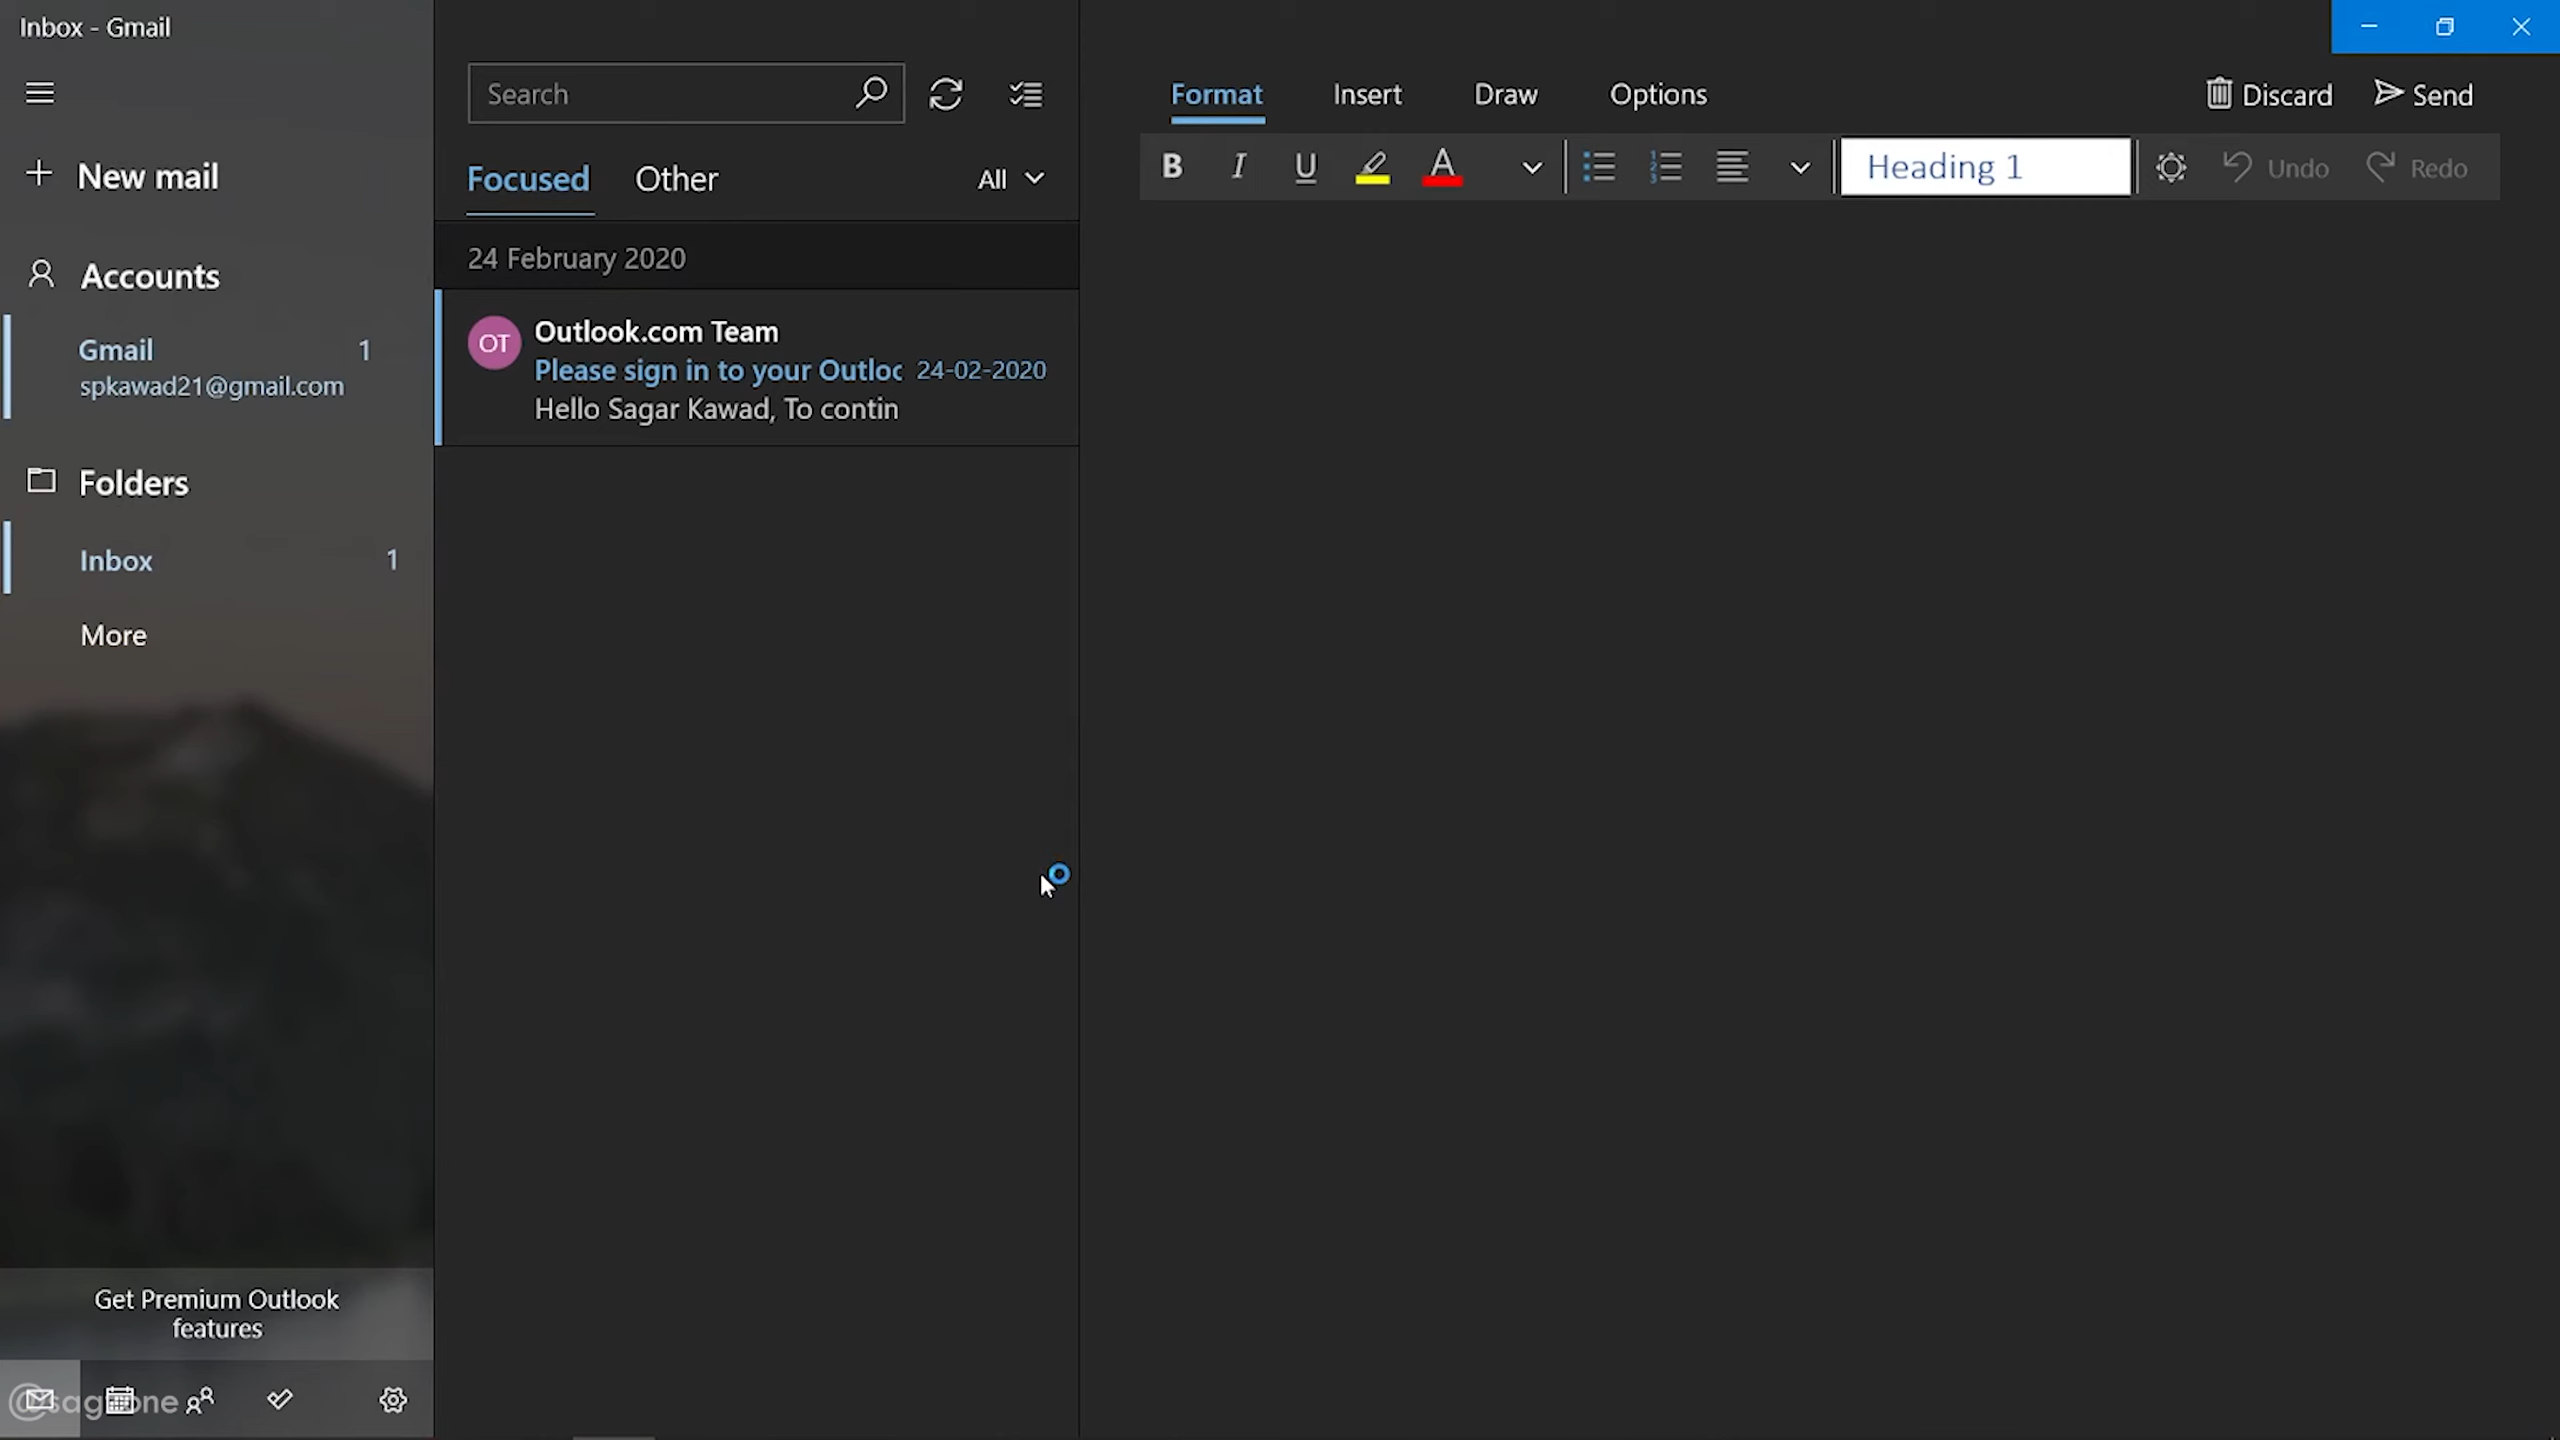 Inbox - Gmail
New mail
Accounts
Gmail 1
spkawad21@gmail.com
Folders
Inbox 1
More
Get Premium Outlook
features
Search
Focused Other All
24 February 2020
OT
Outlook.com Team
Please sign in to your Outloc 24-02-2020
Hello Sagar Kawad, To contin
Format Insert Draw Options Discard Send
B I U A Heading 1 Undo Redo